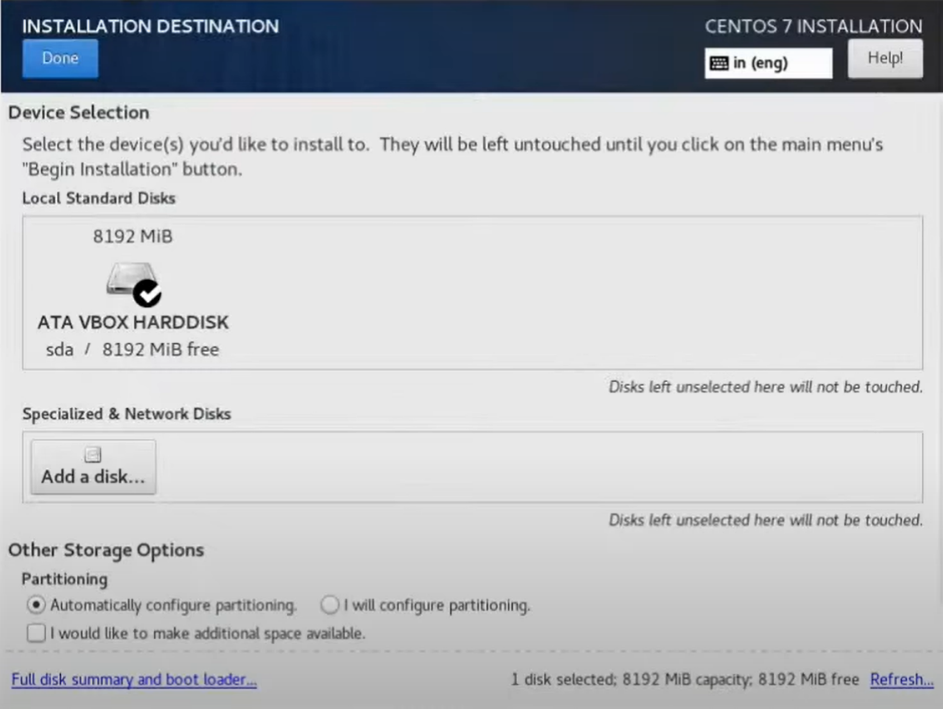 INSTALLATION DESTINATION
CENTOS 7 INSTALLATION
Done
in (eng)
Help!
Device Selection
Select the device(s) you'd like to install to.  They will be left untouched until you click on the main menu's
"Begin Installation" button.
Local Standard Disks
8192 MiB
ATA VBOX HARDDISK
sda / 8192 MiB free
Disks left unselected here will not be touched.
Specialized & Network Disks
Add a disk...
Disks left unselected here will not be touched.
Other Storage Options
Partitioning
Automatically configure partitioning.
I will configure partitioning.
I would like to make additional space available.
Full disk summary and boot loader...
1 disk selected; 8192 MiB capacity; 8192 MiB free
Refresh...